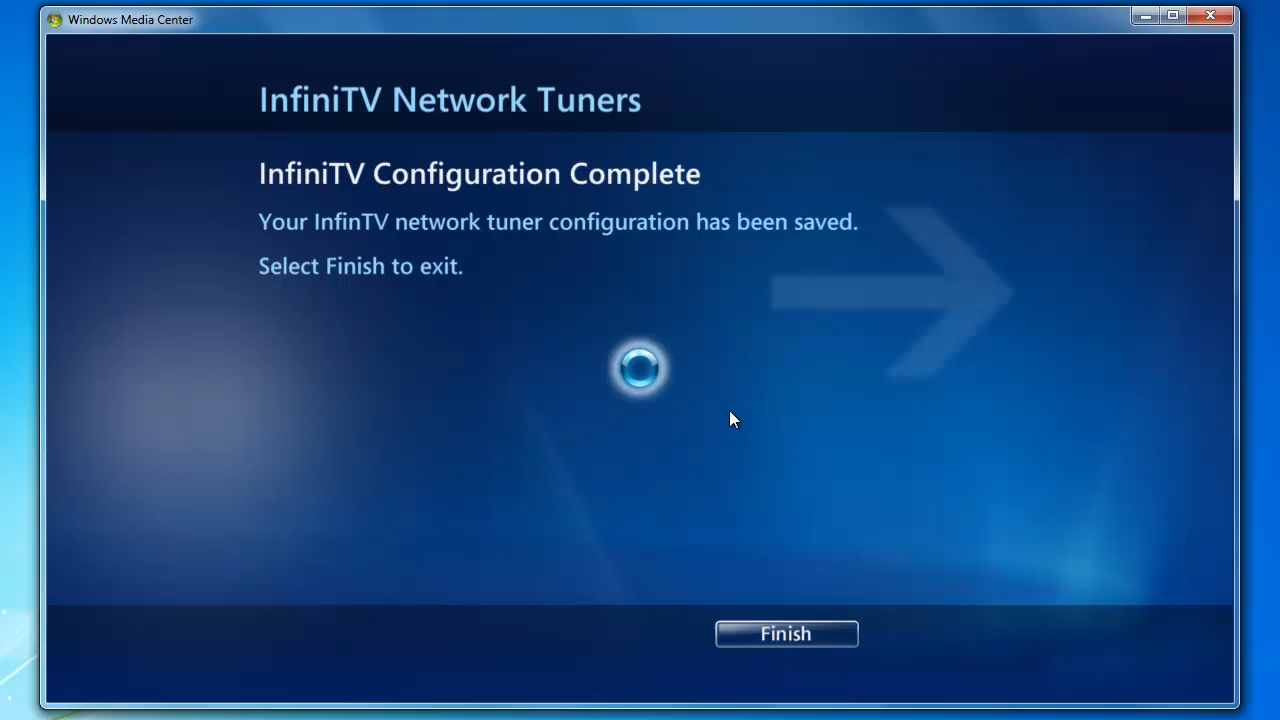 Windows Media Center
InfiniTV Network Tuners
InfiniTV Configuration Complete
Your InfinTV network tuner configuration has been saved.
Select Finish to exit.
Finish